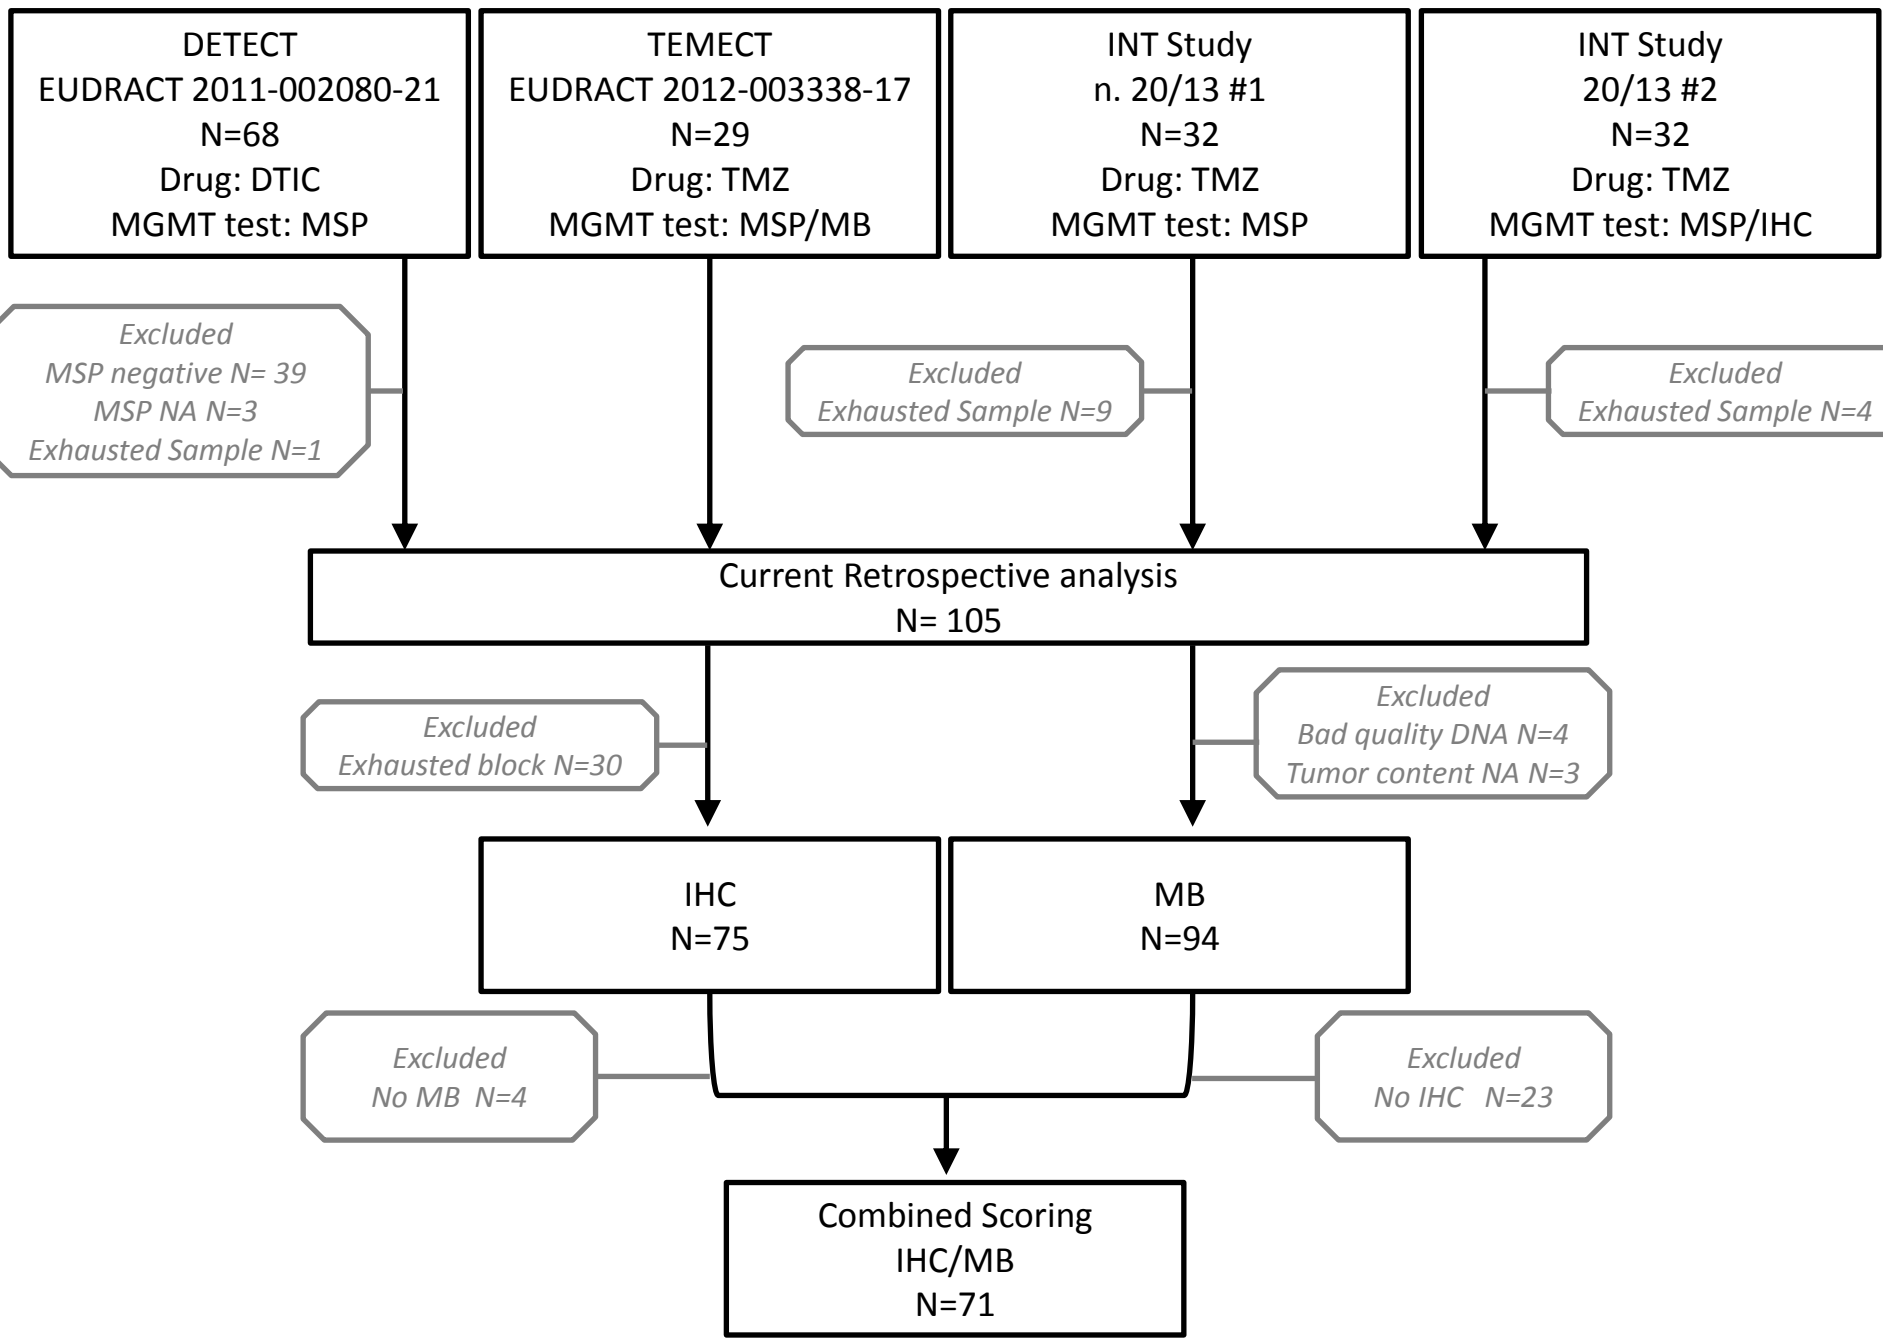 DETECT
EUDRACT 2011-002080-21
N=68
Drug: DTIC
MGMT test: MSP
TEMECT
EUDRACT 2012-003338-17
N=29
Drug: TMZ
MGMT test: MSP/MB
INT Study
n. 20/13 #1
N=32
Drug: TMZ
MGMT test: MSP
INT Study
20/13 #2
N=32
Drug: TMZ
MGMT test: MSP/IHC
Excluded
MSP negative N= 39
MSP NA N=3
Exhausted Sample N=1
Excluded
Exhausted Sample N=9
Excluded
Exhausted Sample N=4
Current Retrospective analysis
N= 105
Excluded
Exhausted block N=30
Excluded
Bad quality DNA N=4
Tumor content NA N=3
IHC
N=75
MB
N=94
Excluded
No MB N=4
Excluded
No IHC N=23
Combined Scoring
IHC/MB
N=71